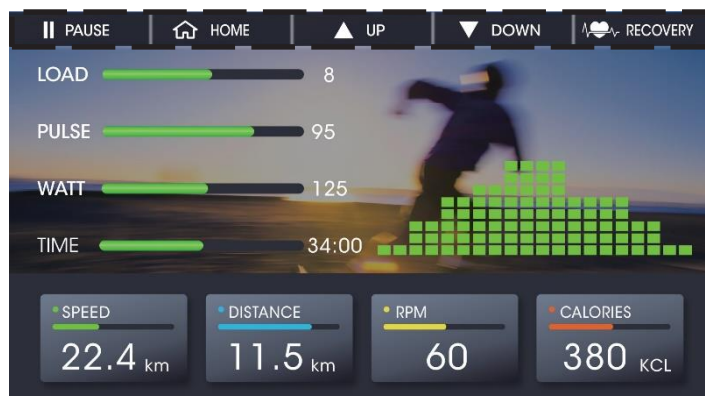 PAUSE HOME UP DOWN RECOVERY
LOAD 8
PULSE 95
WATT 125
TIME 34:00
SPEED DISTANCE RPM CALORIES
22.4 km 11.5 km 60 380 KCL